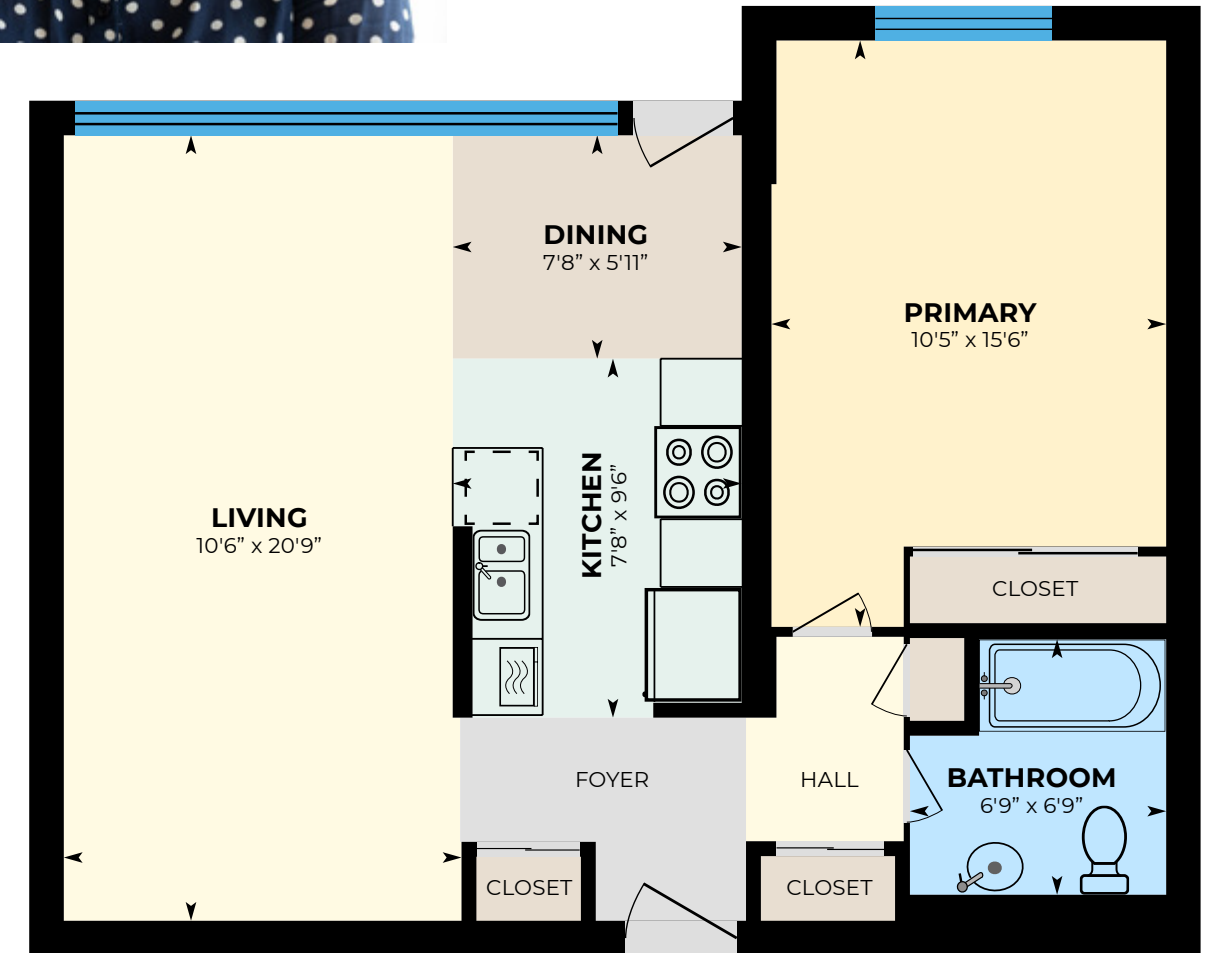 DINING
7'8” x 5'11”
PRIMARY
10'5” x 15'6”
LIVING
10'6” x 20'9”
KITCHEN
7'8” x 9'6”
CLOSET
FOYER
HALL
BATHROOM
6'9” x 6'9”
CLOSET
CLOSET